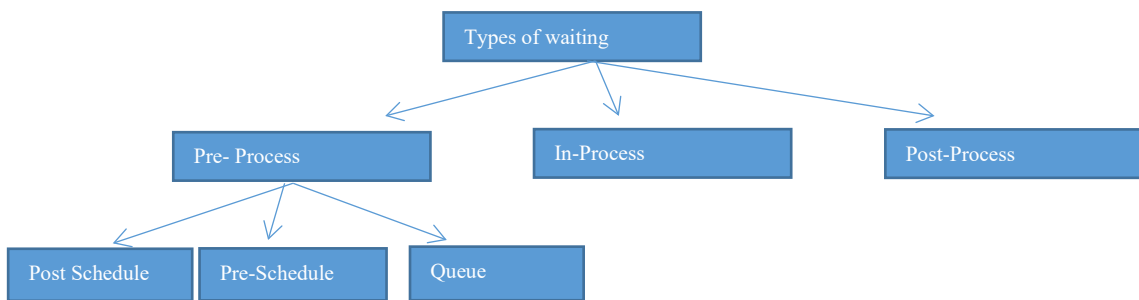 Types of waiting
Pre- Process
In-Process
Post-Process
Post Schedule
Pre-Schedule
Queue